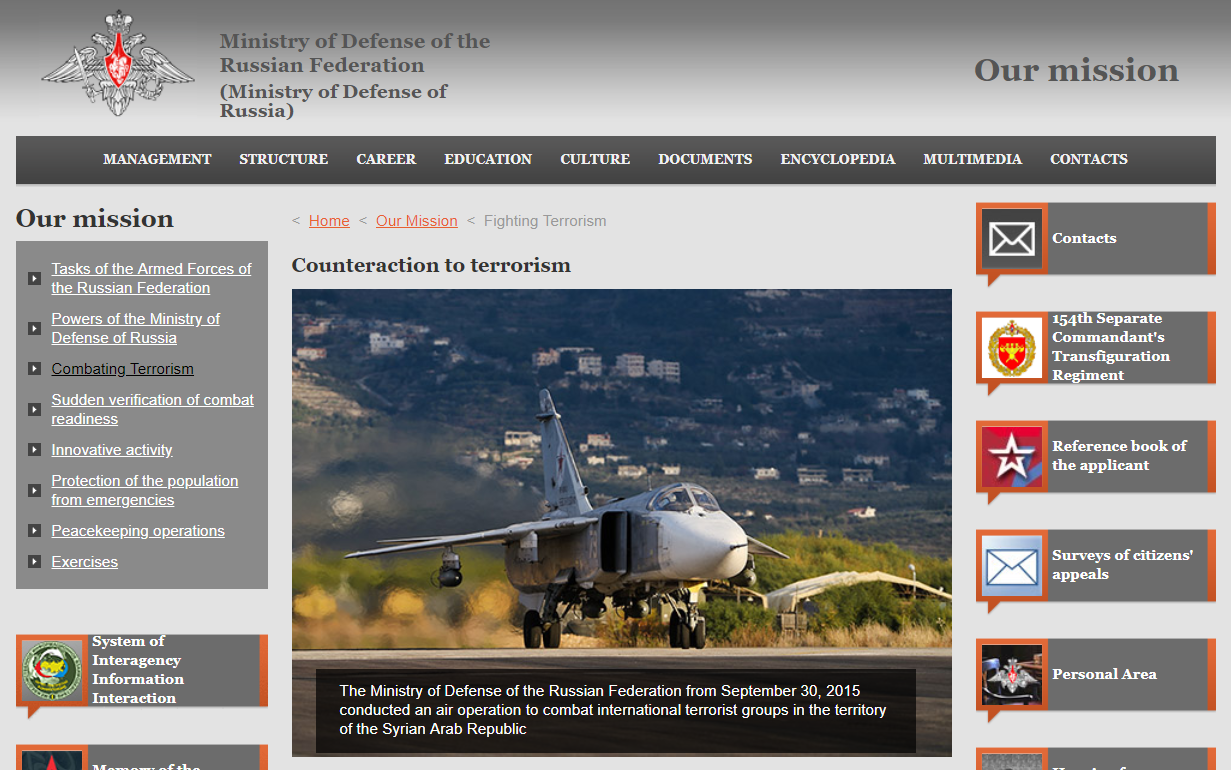 Ministry of Defense of the
Russian Federation
(Ministry of Defense of
Russia)
Our mission
MANAGEMENT STRUCTURE CAREER EDUCATION CULTURE DOCUMENTS ENCYCLOPEDIA MULTIMEDIA CONTACTS
Our mission
Tasks of the Armed Forces of
the Russian Federation
Powers of the Ministry of
Defense of Russia
Combating Terrorism
Sudden verification of combat
readiness
Innovative activity
Protection of the population
from emergencies
Peacekeeping operations
Exercises
System of
Interagency
Information
Interaction
Memory of the
< Home < Our Mission < Fighting Terrorism
Counteraction to terrorism
The Ministry of Defense of the Russian Federation from September 30, 2015
conducted an air operation to combat international terrorist groups in the territory
of the Syrian Arab Republic
Contacts
154th Separate
Commandant's
Transfiguration
Regiment
Reference book of
the applicant
Surveys of citizens'
appeals
Personal Area